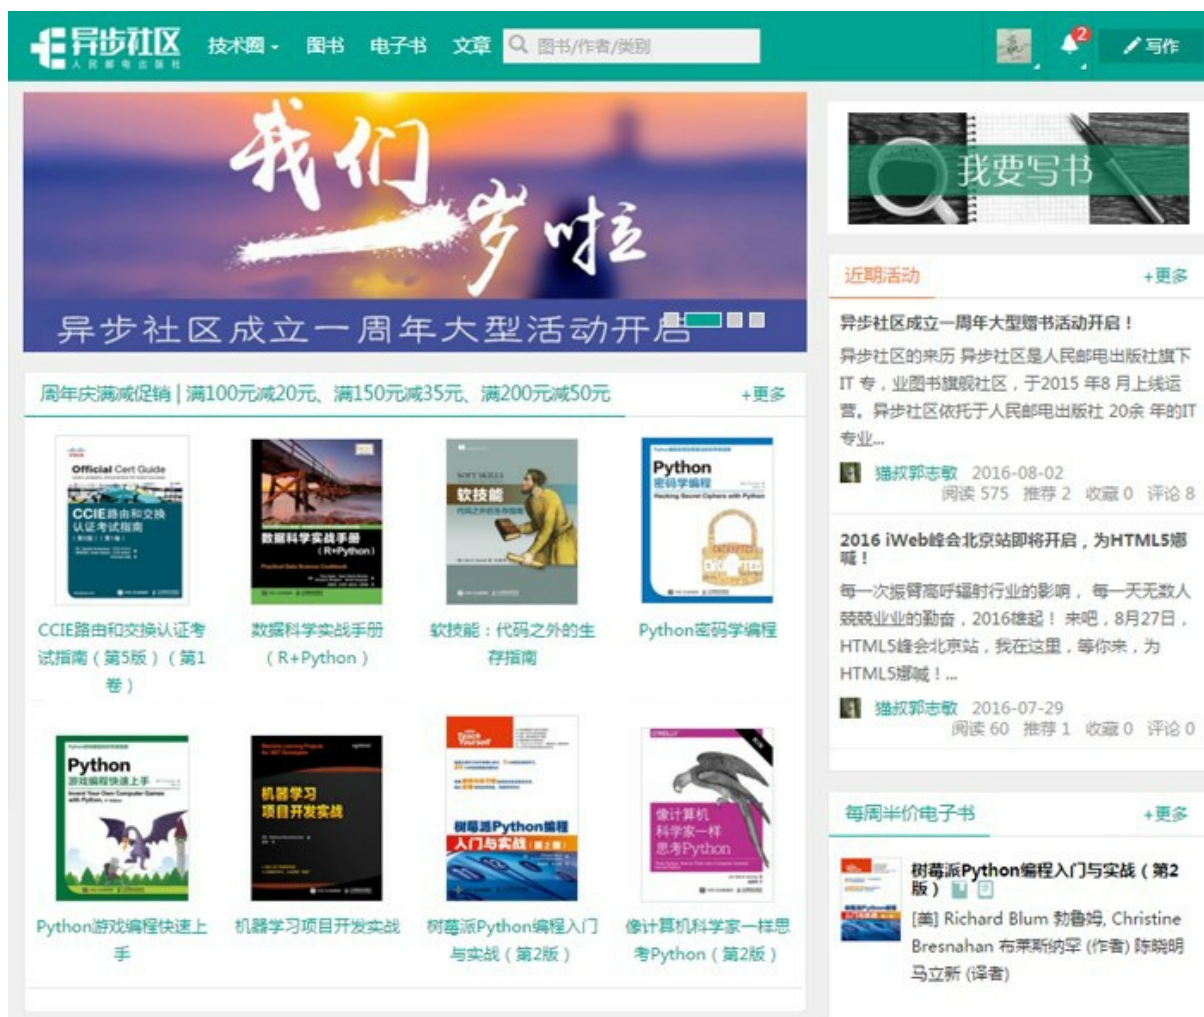 异步社区
人民邮电出版社
技术圈
图书
电子书
文章
图书/作者/类别
2
写作
我们
一岁啦
异步社区成立一周年大型活动开启
周年庆满减促销 | 满100元减20元、满150元减35元、满200元减50元
+更多
Official Cert Guide
CCIE路由和交换
认证考试指南
数据科学实战手册
(R+Python)
Practical Data Science Cookbook
SOFT SKILLS
软技能
代码之外的生存指南
Python
密码学编程
Hacking Secret Ciphers with Python
ENCRYPTED
CCIE路由和交换认证考
试指南（第5版）（第1
卷）
数据科学实战手册
（R+Python）
软技能：代码之外的生
存指南
Python密码学编程
Python
游戏编程快速上手
Invent Your Own Computer Games
with Python
机器学习
项目开发实战
Teach
Yourself
树莓派Python编程
入门与实战（第2版）
O'REILLY
像计算机
科学家一样
思考Python
Python游戏编程快速上
手
机器学习项目开发实战
树莓派Python编程入门
与实战（第2版）
像计算机科学家一样思
考Python（第2版）
我要写书
近期活动
+更多
异步社区成立一周年大型赠书活动开启！
异步社区的来历 异步社区是人民邮电出版社旗下
IT 专，业图书旗舰社区，于2015 年8 月上线运
营。异步社区依托于人民邮电出版社 20余 年的IT
专业...
猫叔郭志敏 2016-08-02
阅读 575 推荐 2 收藏 0 评论 8
2016 iWeb峰会北京站即将开启，为HTML5嘟
喊！
每一次振臂高呼辐射行业的影响， 每一天无数人
兢兢业业的勤奋，2016雄起！ 来吧，8月27日，
HTML5峰会北京站，我在这里，等你来，为
HTML5嘟喊！...
猫叔郭志敏 2016-07-29
阅读 60 推荐 1 收藏 0 评论 0
每周半价电子书
+更多
树莓派Python编程入门与实战（第2
版）
[美] Richard Blum 勃鲁姆, Christine
Bresnahan 布莱斯纳罕 (作者) 陈晓明
马立新 (译者)